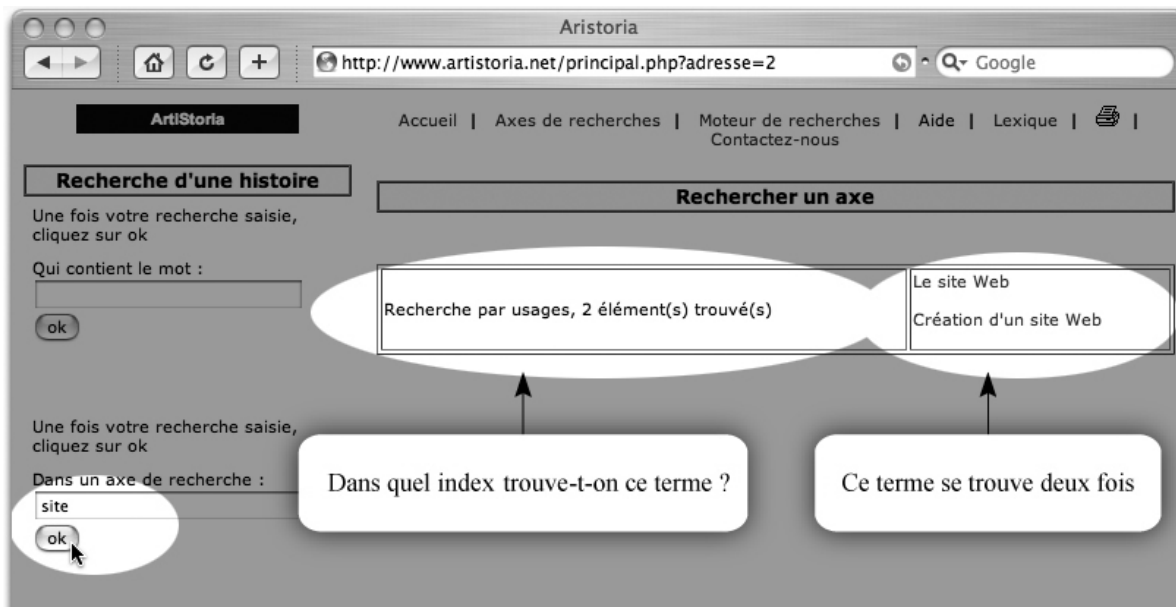 Aristoria
http://www.artistoria.net/principal.php?adresse=2
Google
ArtiStoria
Accueil | Axes de recherches | Moteur de recherches | Aide | Lexique | |
Contactez-nous
Recherche d'une histoire
Une fois votre recherche saisie,
cliquez sur ok
Qui contient le mot :
ok
Une fois votre recherche saisie,
cliquez sur ok
Dans un axe de recherche :
site
ok
Rechercher un axe
Recherche par usages, 2 élément(s) trouvé(s)
Le site Web
Création d'un site Web
Dans quel index trouve-t-on ce terme ?
Ce terme se trouve deux fois